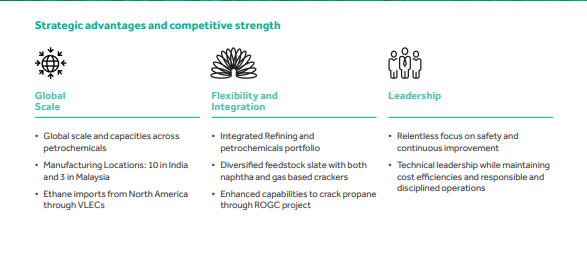 Strategic advantages and competitive strength
Global
Scale
• Global scale and capacities across
petrochemicals
• Manufacturing Locations: 10 in India
and 3 in Malaysia
• Ethane imports from North America
through VLECs
Flexibility and
Integration
• Integrated Refining and
petrochemicals portfolio
• Diversified feedstock slate with both
naphtha and gas based crackers
• Enhanced capabilities to crack propane
through ROGC project
Leadership
• Relentless focus on safety and
continuous improvement
• Technical leadership while maintaining
cost efficiencies and responsible and
disciplined operations